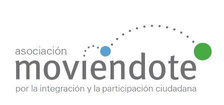 asociación
moviendote
por la integración y la participación ciudadana